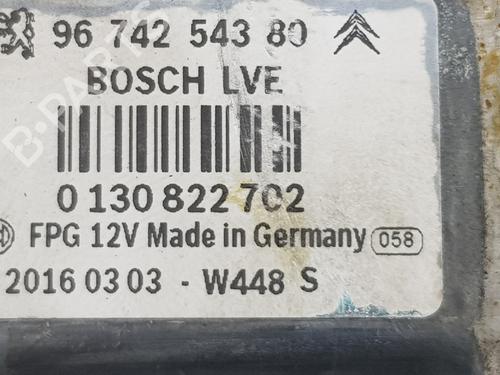 96 742 543 80
BOSCH LVE
0 130 822 702
FPG 12V Made in Germany 058
2016 03 03 - W448 S
B-PARTS